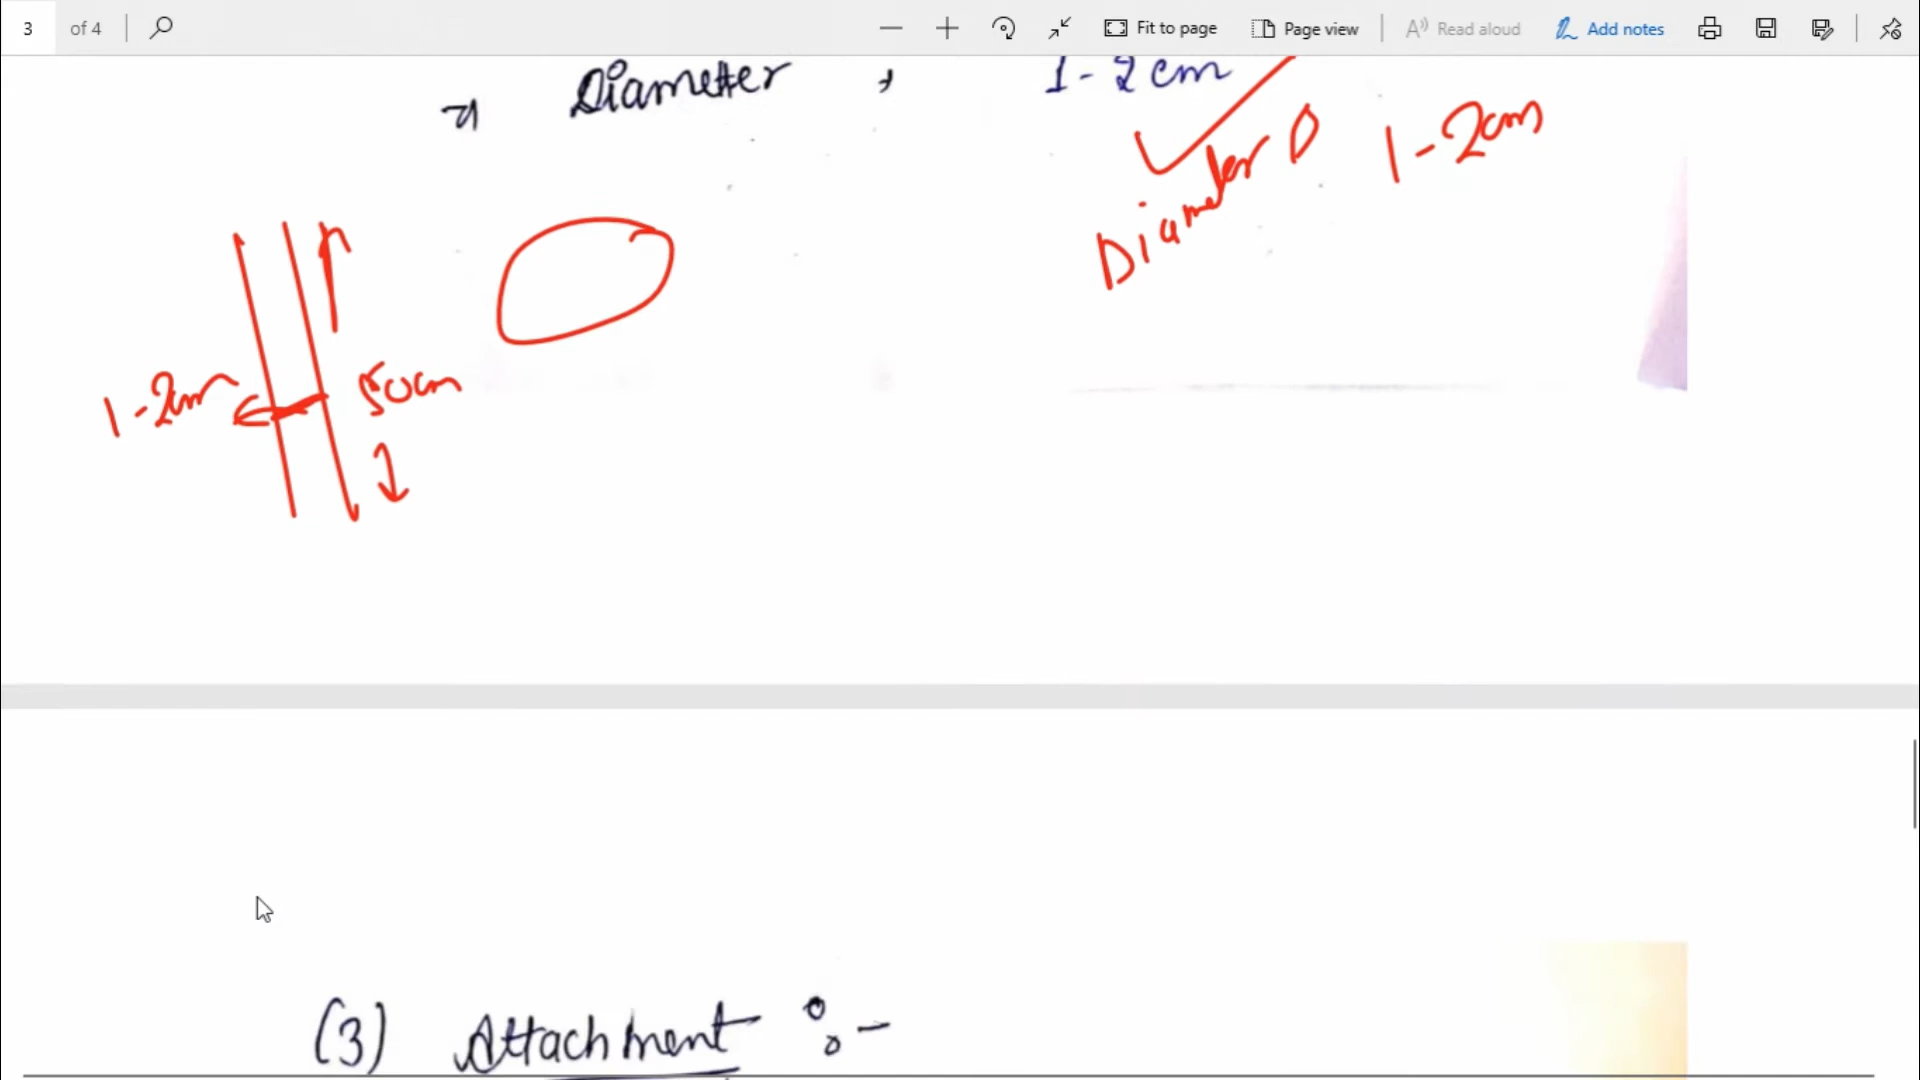 3 of 4 Fit to page Page view Read aloud Add notes
→ Diameter , 1-2 cm
Diameter D 1-2cm
1-2cm 50cm
(3) Attachment :-